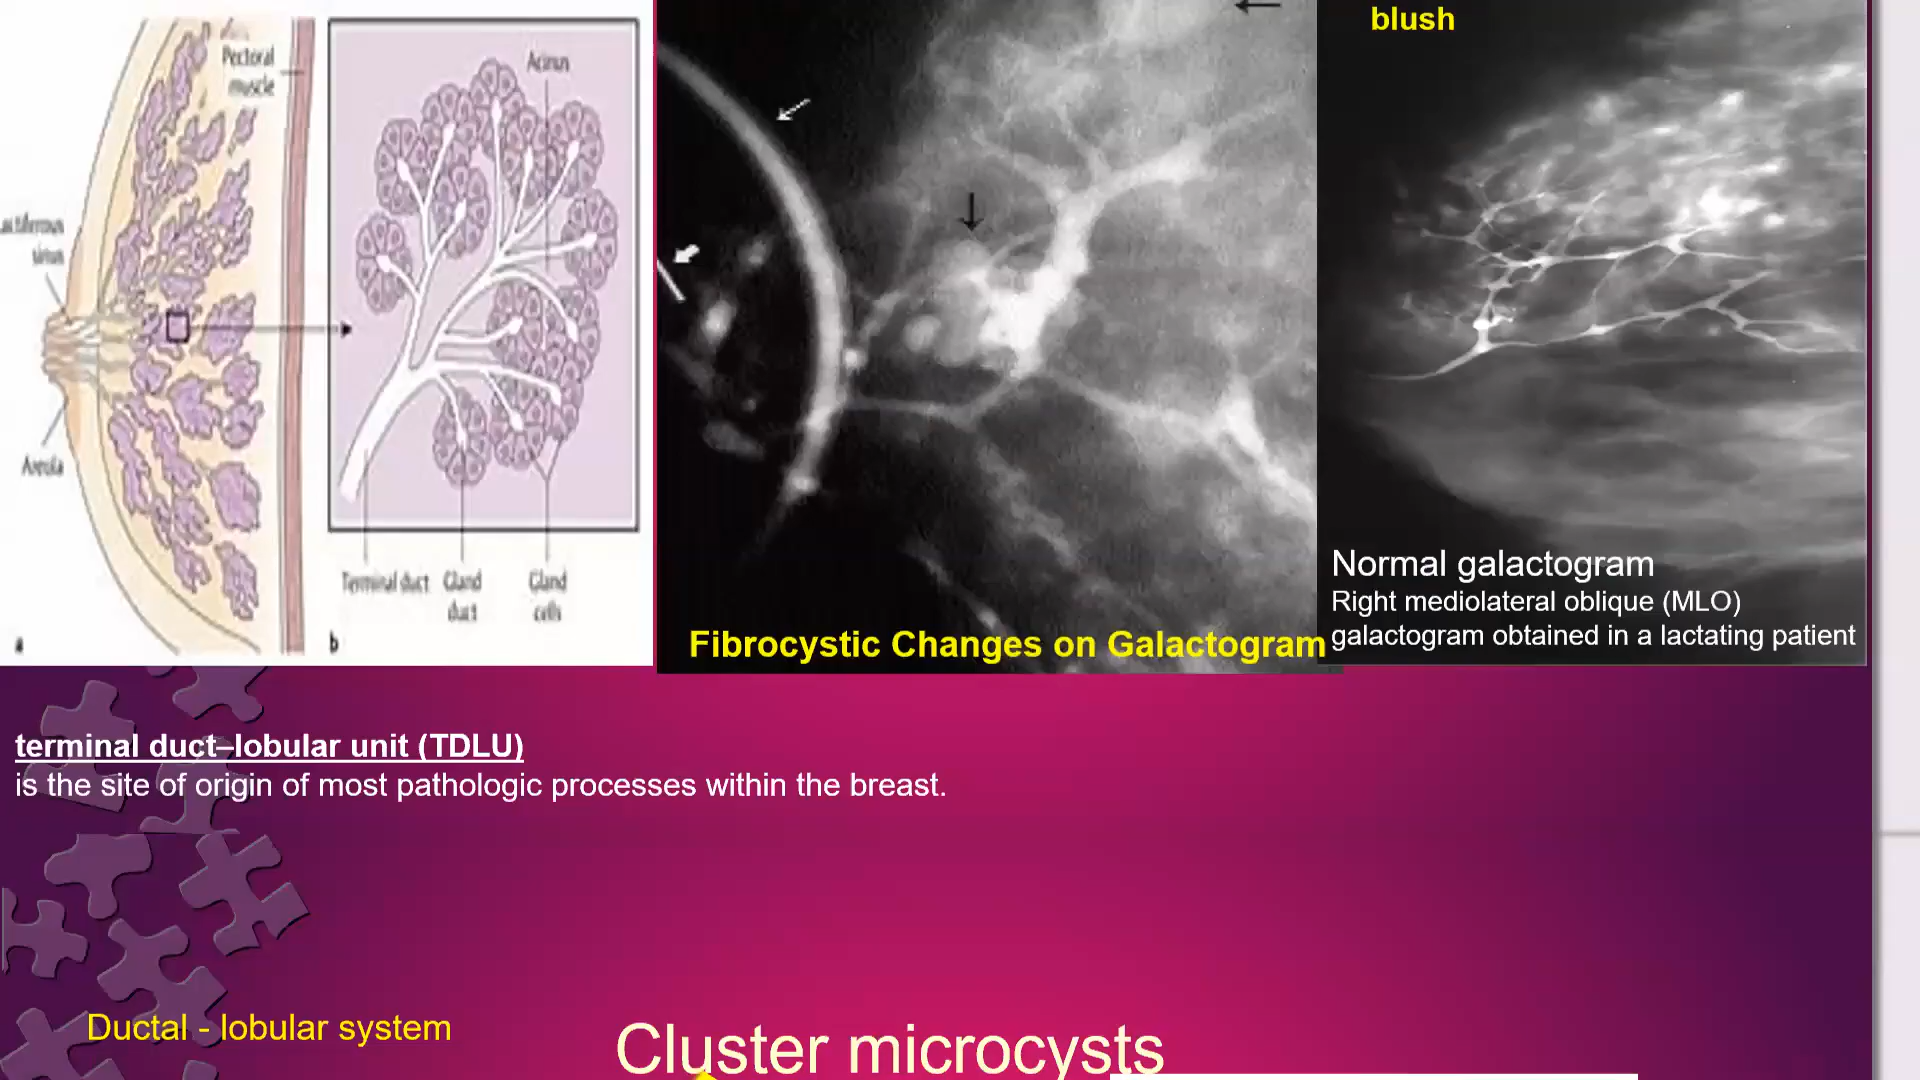 Pectoral
muscle
Acinus
sinus
Areola
Terminal duct
Gland
duct
Gland
cells
a
b
Fibrocystic Changes on Galactogram
blush
Normal galactogram
Right mediolateral oblique (MLO)
galactogram obtained in a lactating patient
terminal duct–lobular unit (TDLU)
is the site of origin of most pathologic processes within the breast.
Ductal - lobular system
Cluster microcysts